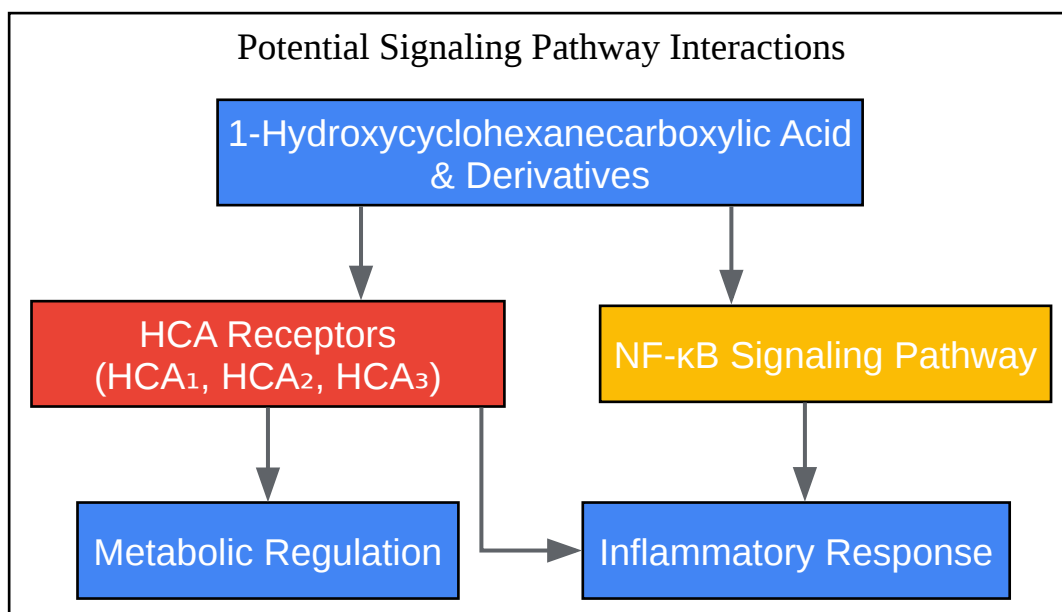 Potential Signaling Pathway Interactions
1-Hydroxycyclohexanecarboxylic Acid
& Derivatives
HCA Receptors
(HCA₁, HCA₂, HCA₃)
NF-κB Signaling Pathway
Metabolic Regulation
Inflammatory Response